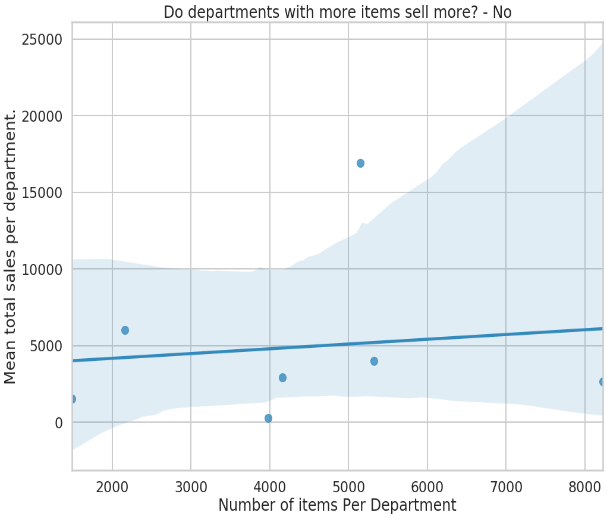 Do departments with more items sell more? - No
Mean total sales per department.
25000
20000
15000
10000
5000
0
2000 3000 4000 5000 6000 7000 8000
Number of items Per Department